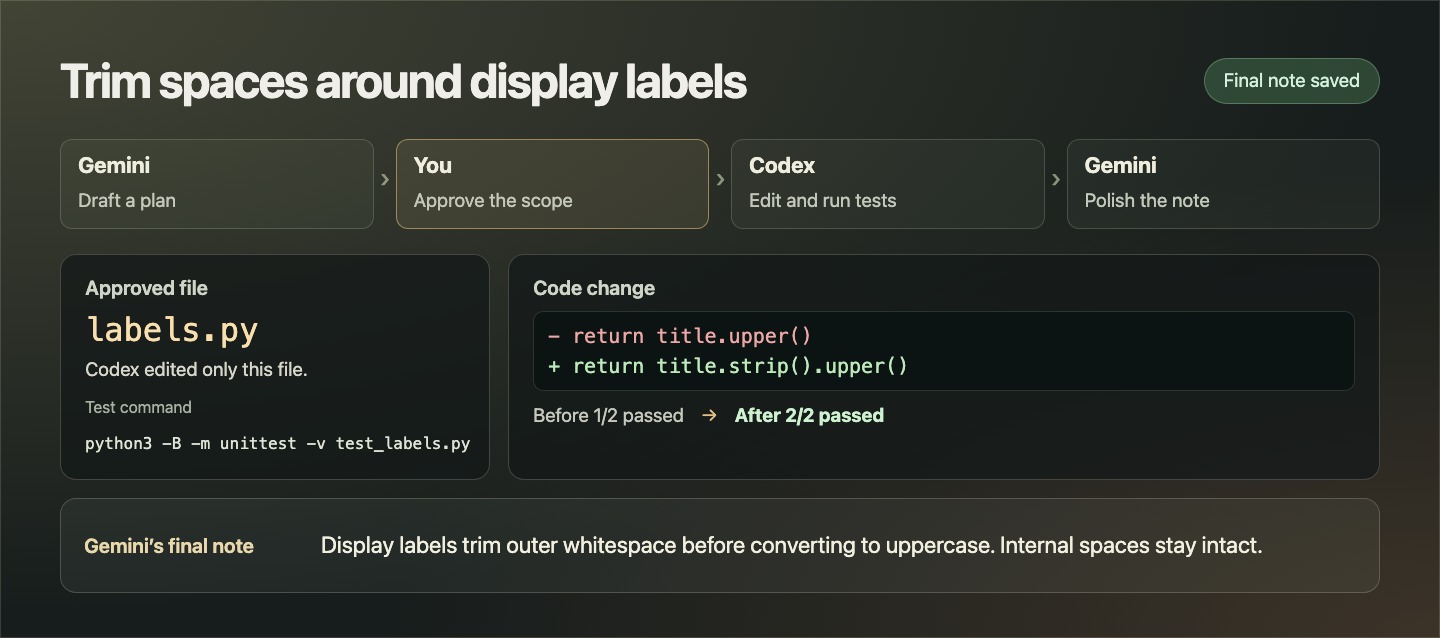 Trim spaces around display labels
Final note saved
Gemini
Draft a plan
›
You
Approve the scope
›
Codex
Edit and run tests
›
Gemini
Polish the note
Approved file
labels.py
Codex edited only this file.
Test command
python3 -B -m unittest -v test_labels.py
Code change
- return title.upper()
+ return title.strip().upper()
Before 1/2 passed → After 2/2 passed
Gemini’s final note
Display labels trim outer whitespace before converting to uppercase. Internal spaces stay intact.